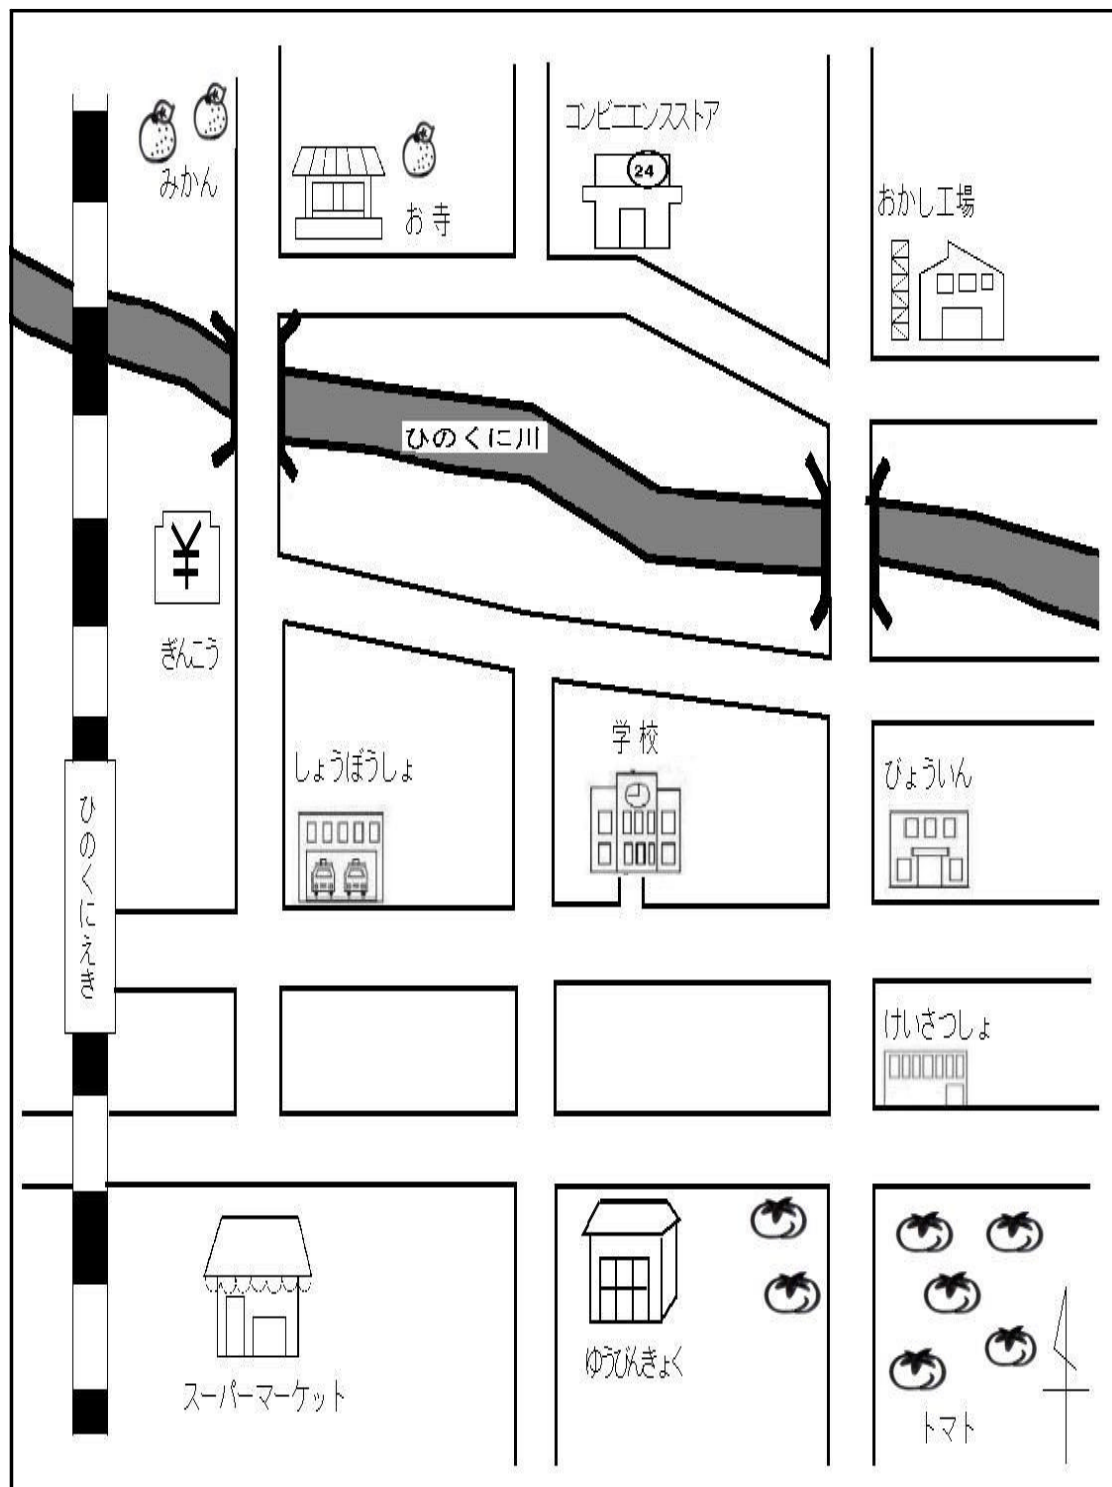 コンビニエンスストア
24
みかん
お寺
おかし工場
ひのくに川
¥
ぎんこう
学校
しょうぼうしょ
びょういん
ひのくにえき
けいさつしょ
ゆうびんきょく
スーパーマーケット
トマト